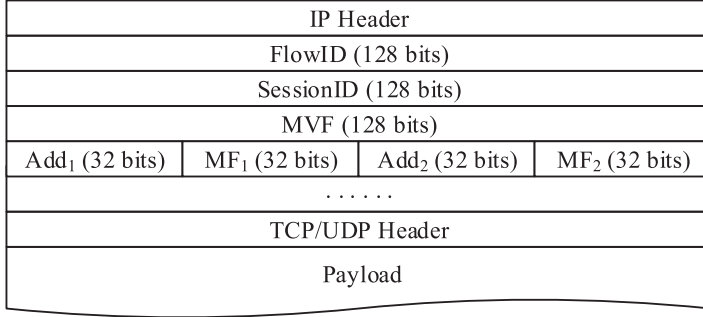 IP Header
FlowID (128 bits)
SessionID (128 bits)
MVF (128 bits)
Add₁ (32 bits) MF₁ (32 bits) Add₂ (32 bits) MF₂ (32 bits)
......
TCP/UDP Header
Payload